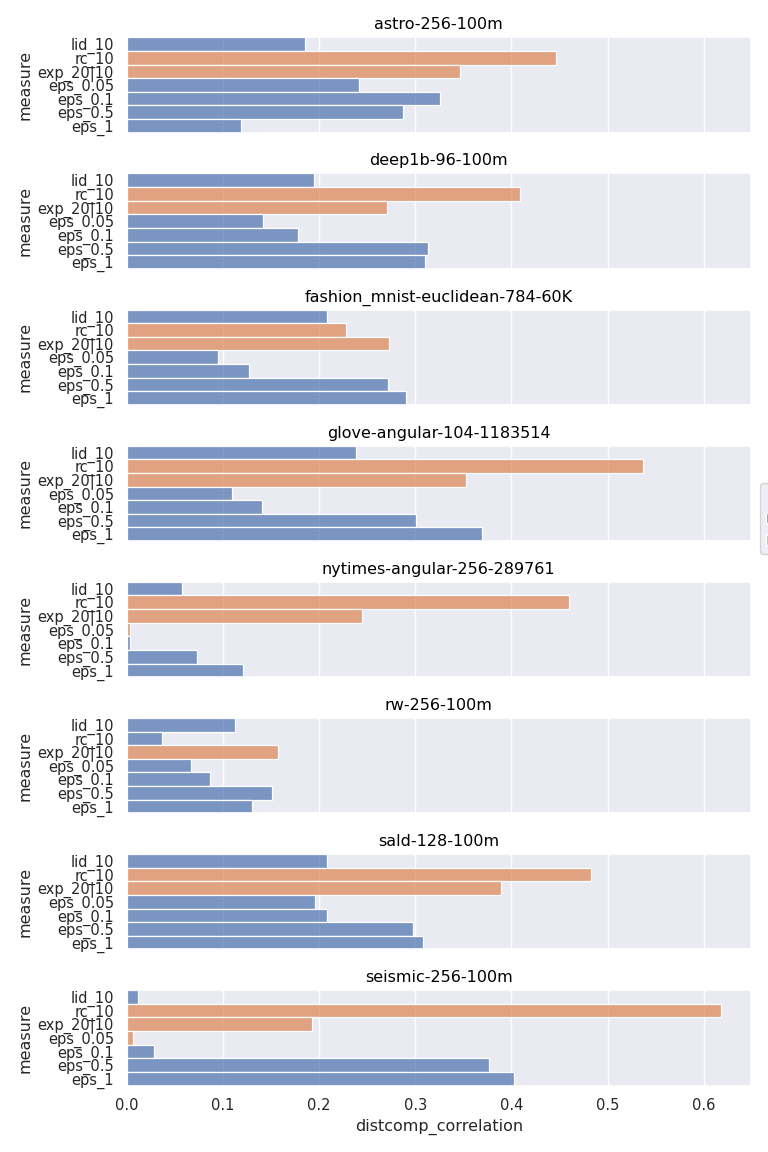 astro-256-100m
measure
lid_10
rc_10
exp_20|10
eps_0.05
eps_0.1
eps_0.5
eps_1
deep1b-96-100m
measure
lid_10
rc_10
exp_20|10
eps_0.05
eps_0.1
eps_0.5
eps_1
fashion_mnist-euclidean-784-60K
measure
lid_10
rc_10
exp_20|10
eps_0.05
eps_0.1
eps_0.5
eps_1
glove-angular-104-1183514
measure
lid_10
rc_10
exp_20|10
eps_0.05
eps_0.1
eps_0.5
eps_1
nytimes-angular-256-289761
measure
lid_10
rc_10
exp_20|10
eps_0.05
eps_0.1
eps_0.5
eps_1
rw-256-100m
measure
lid_10
rc_10
exp_20|10
eps_0.05
eps_0.1
eps_0.5
eps_1
sald-128-100m
measure
lid_10
rc_10
exp_20|10
eps_0.05
eps_0.1
eps_0.5
eps_1
seismic-256-100m
measure
lid_10
rc_10
exp_20|10
eps_0.05
eps_0.1
eps_0.5
eps_1
0.0 0.1 0.2 0.3 0.4 0.5 0.6
distcomp_correlation